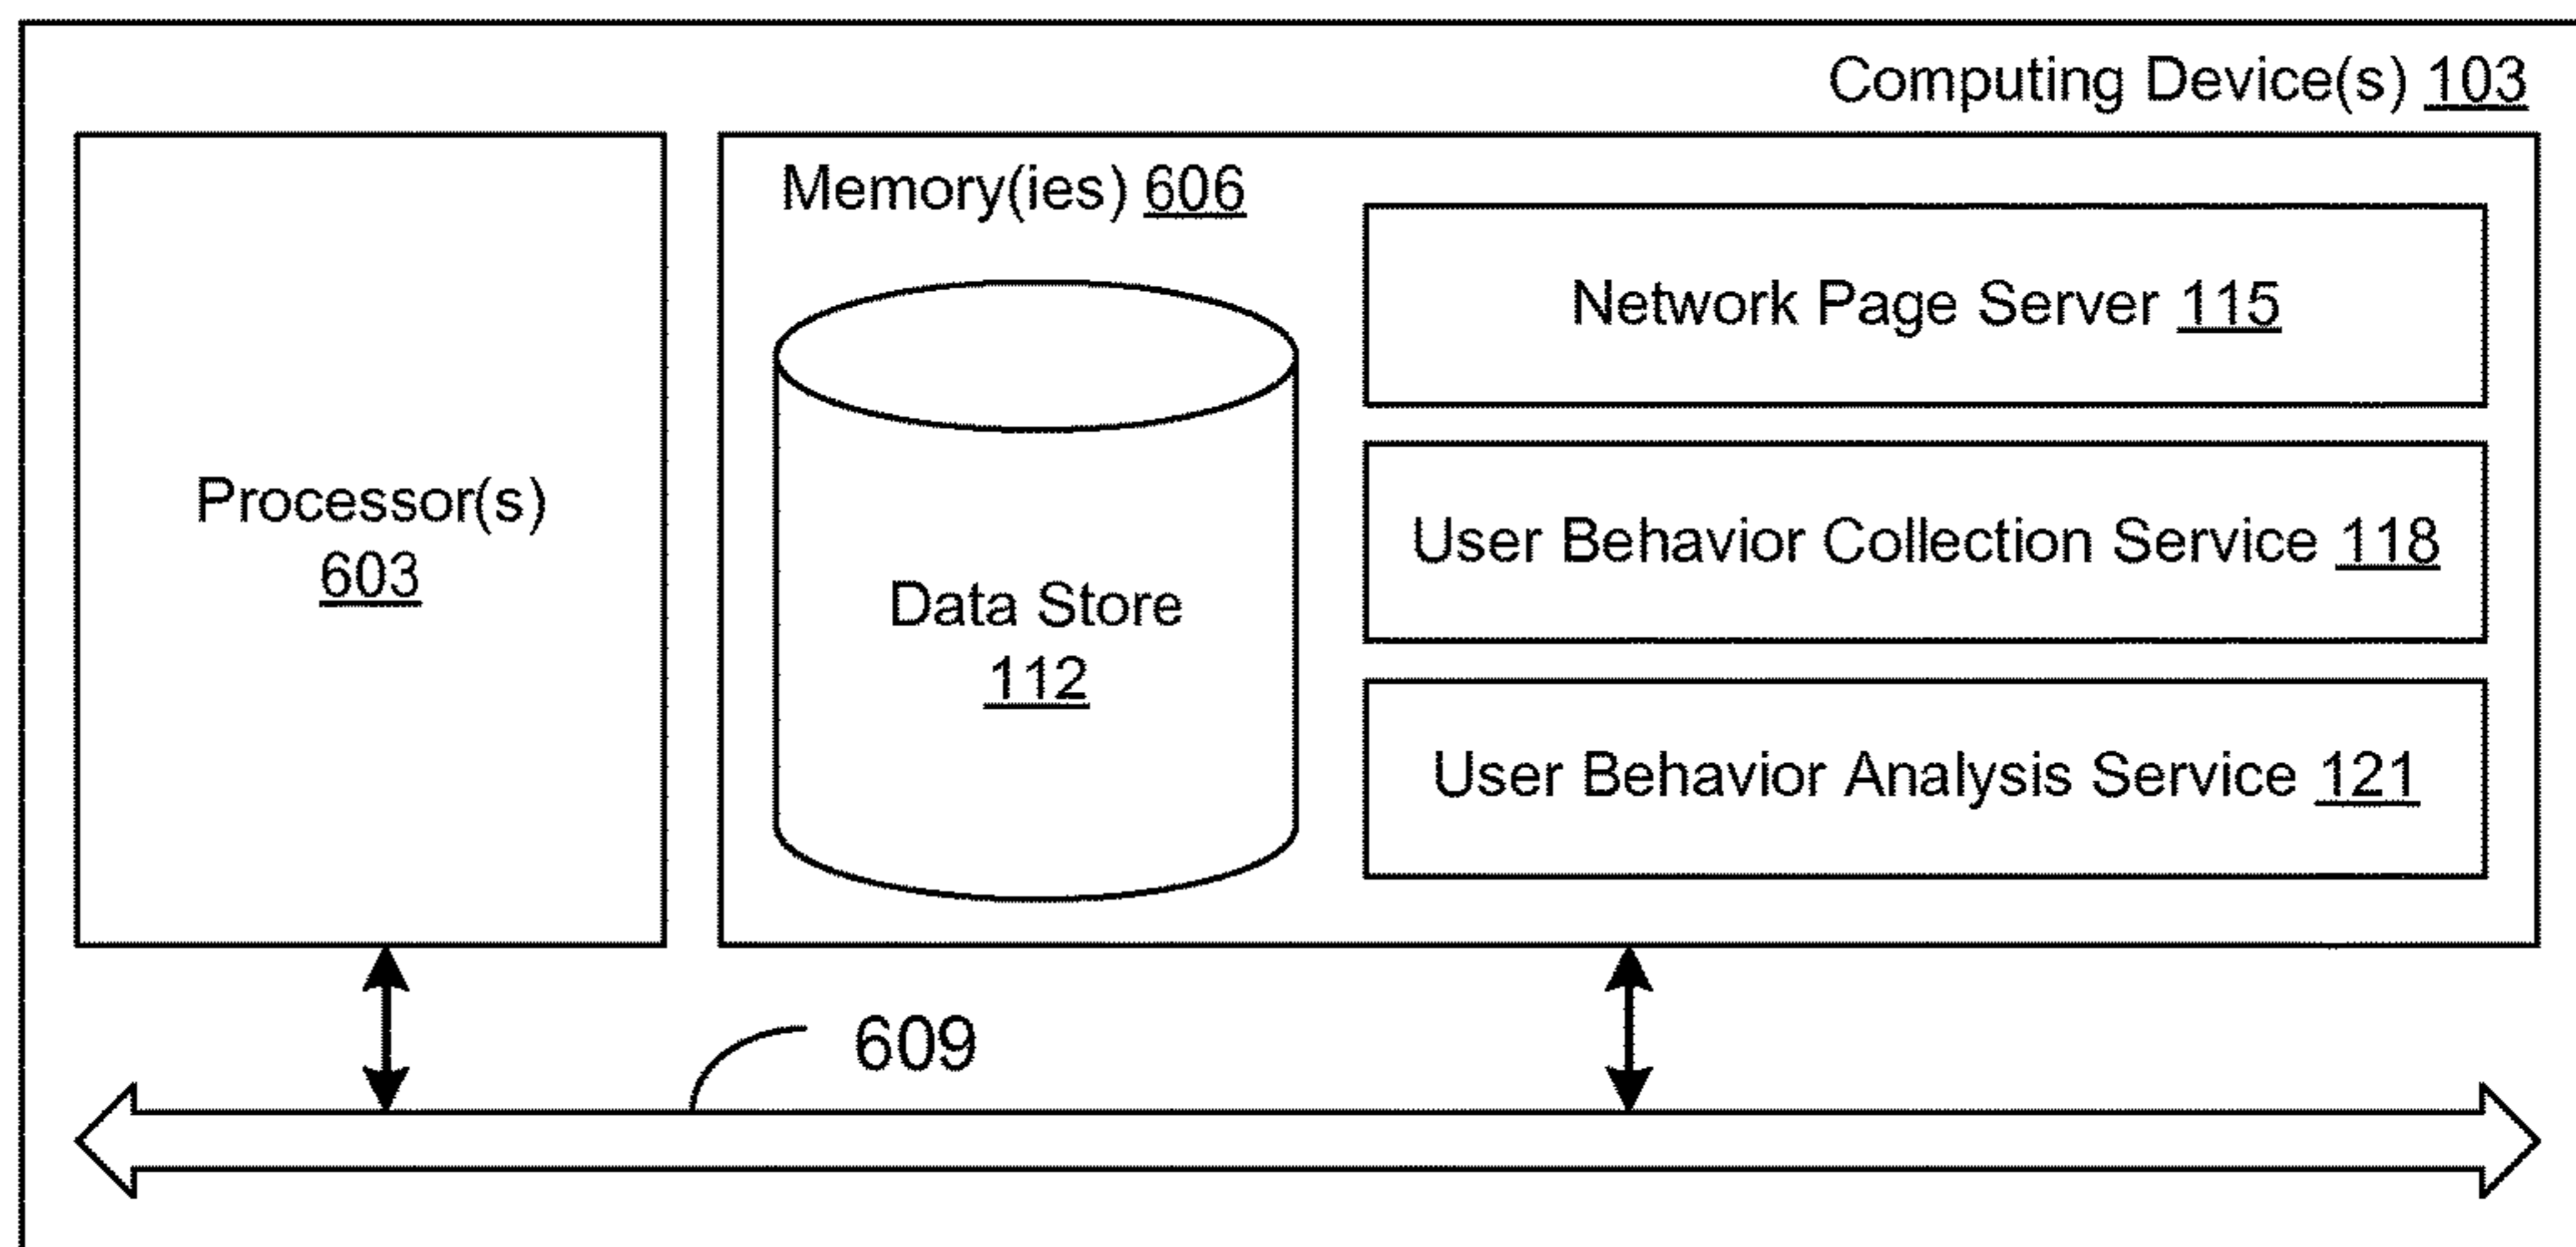 Computing Device(s) 103
Processor(s)
603
Memory(ies) 606
Data Store
112
Network Page Server 115
User Behavior Collection Service 118
User Behavior Analysis Service 121
609